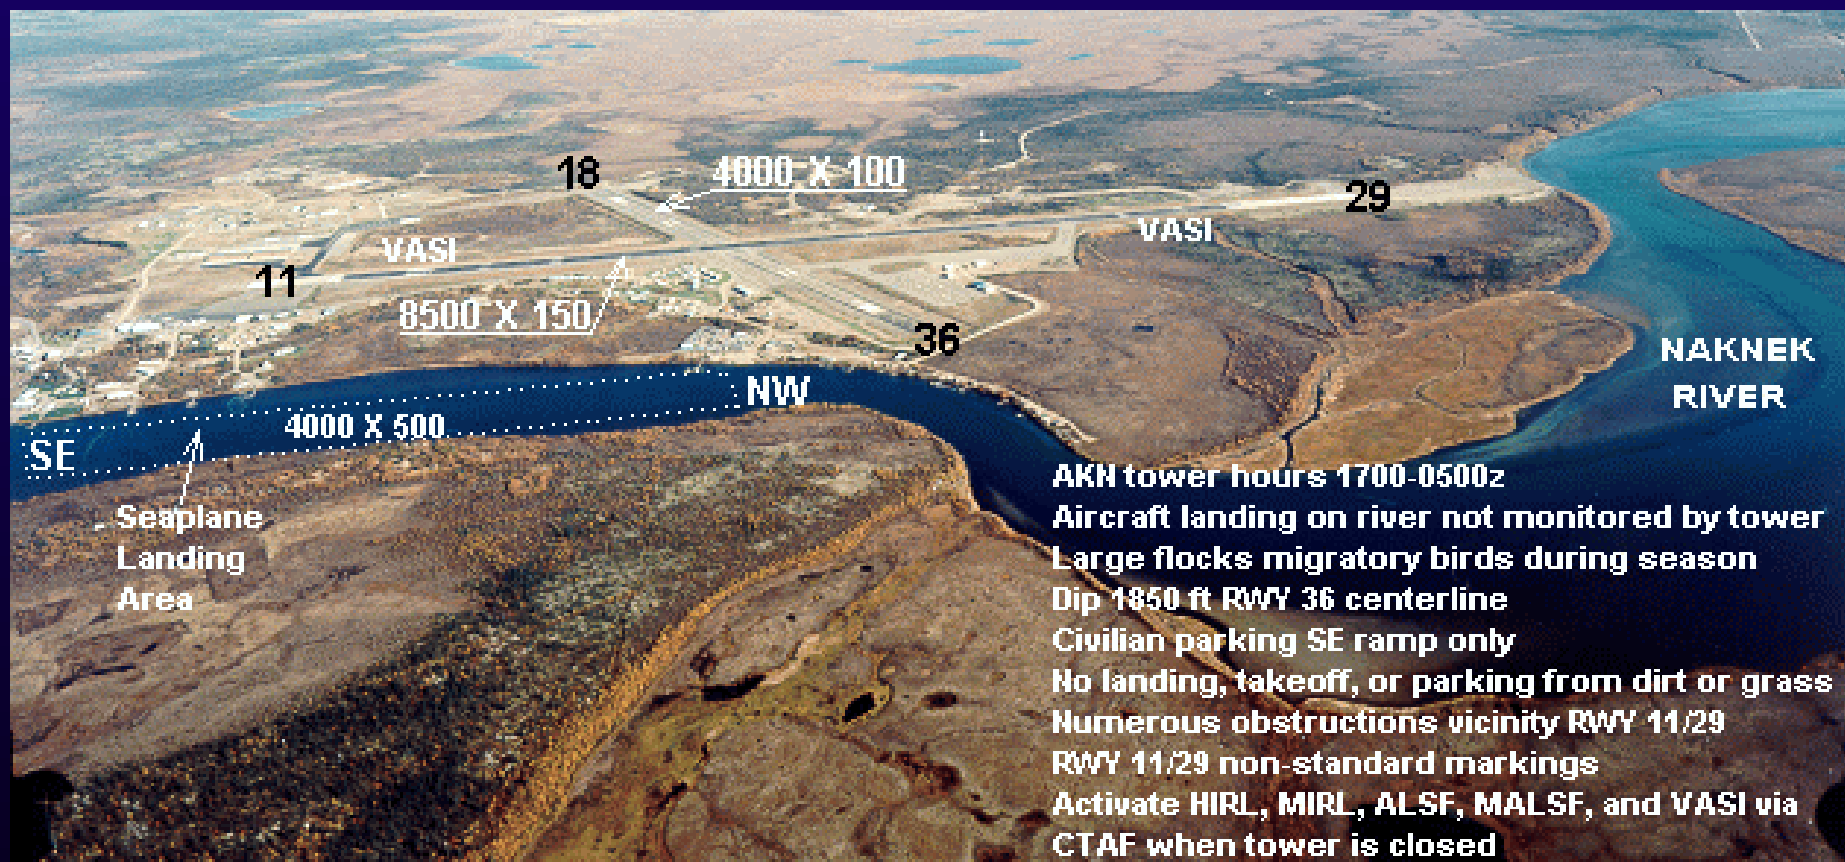 18
4000 X 100
29
VASI
VASI
11
8500 X 150
36
NAKNEK
RIVER
NW
4000 X 500
SE
Seaplane
Landing
Area
AKN tower hours 1700-0500z
Aircraft landing on river not monitored by tower
Large flocks migratory birds during season
Dip 1850 ft RWY 36 centerline
Civilian parking SE ramp only
No landing, takeoff, or parking from dirt or grass
Numerous obstructions vicinity RWY 11/29
RWY 11/29 non-standard markings
Activate HIRL, MIRL, ALSF, MALSF, and VASI via
CTAF when tower is closed